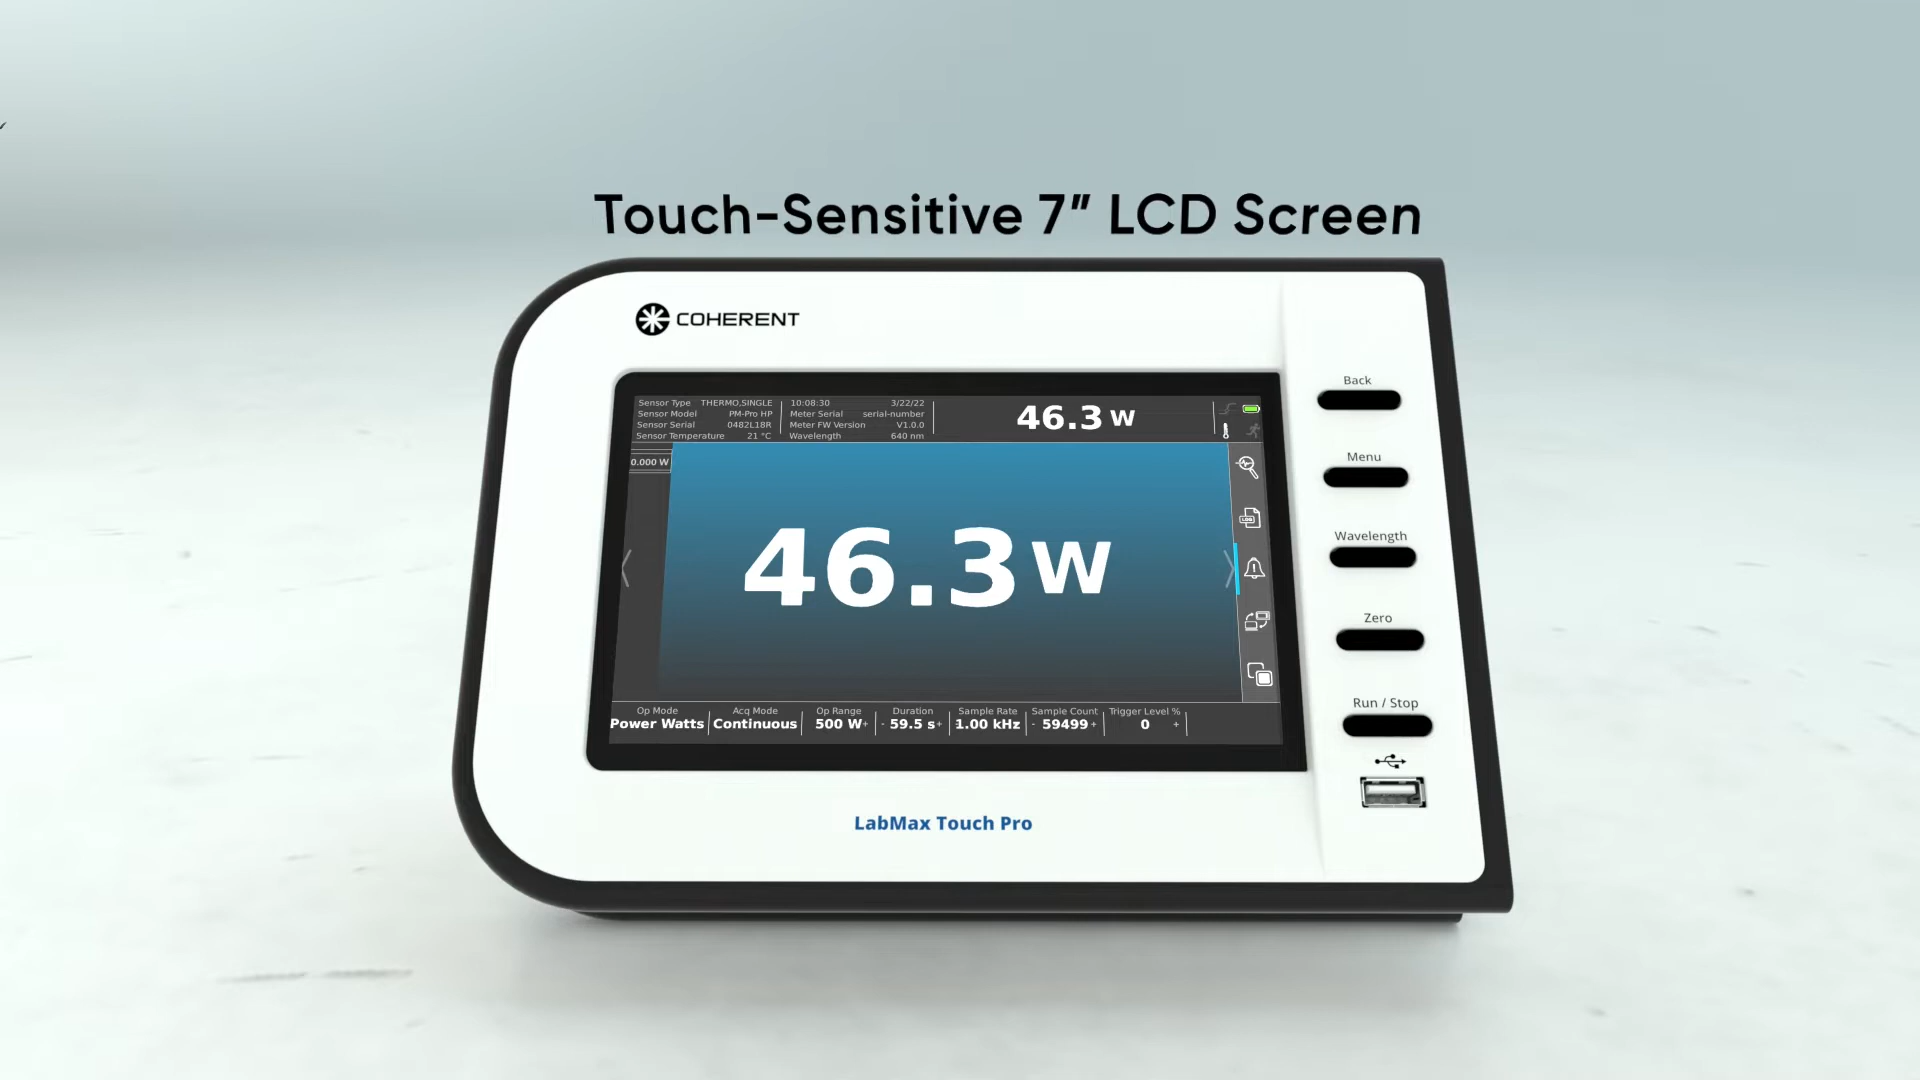 Touch-Sensitive 7” LCD Screen
COHERENT
Sensor Type THERMO,SINGLE
Sensor Model PM-Pro HP
Sensor Serial 0482L18R
Sensor Temperature 21 °C
10:08:30 3/22/22
Meter Serial serial-number
Meter FW Version V1.0.0
Wavelength 640 nm
46.3 W
0.000 W
46.3 W
LOG
Op Mode
Power Watts
Acq Mode
Continuous
Op Range
500 W+
Duration
- 59.5 s+
Sample Rate
1.00 kHz
Sample Count
- 59499 +
Trigger Level %
0 +
Back
Menu
Wavelength
Zero
Run / Stop
LabMax Touch Pro